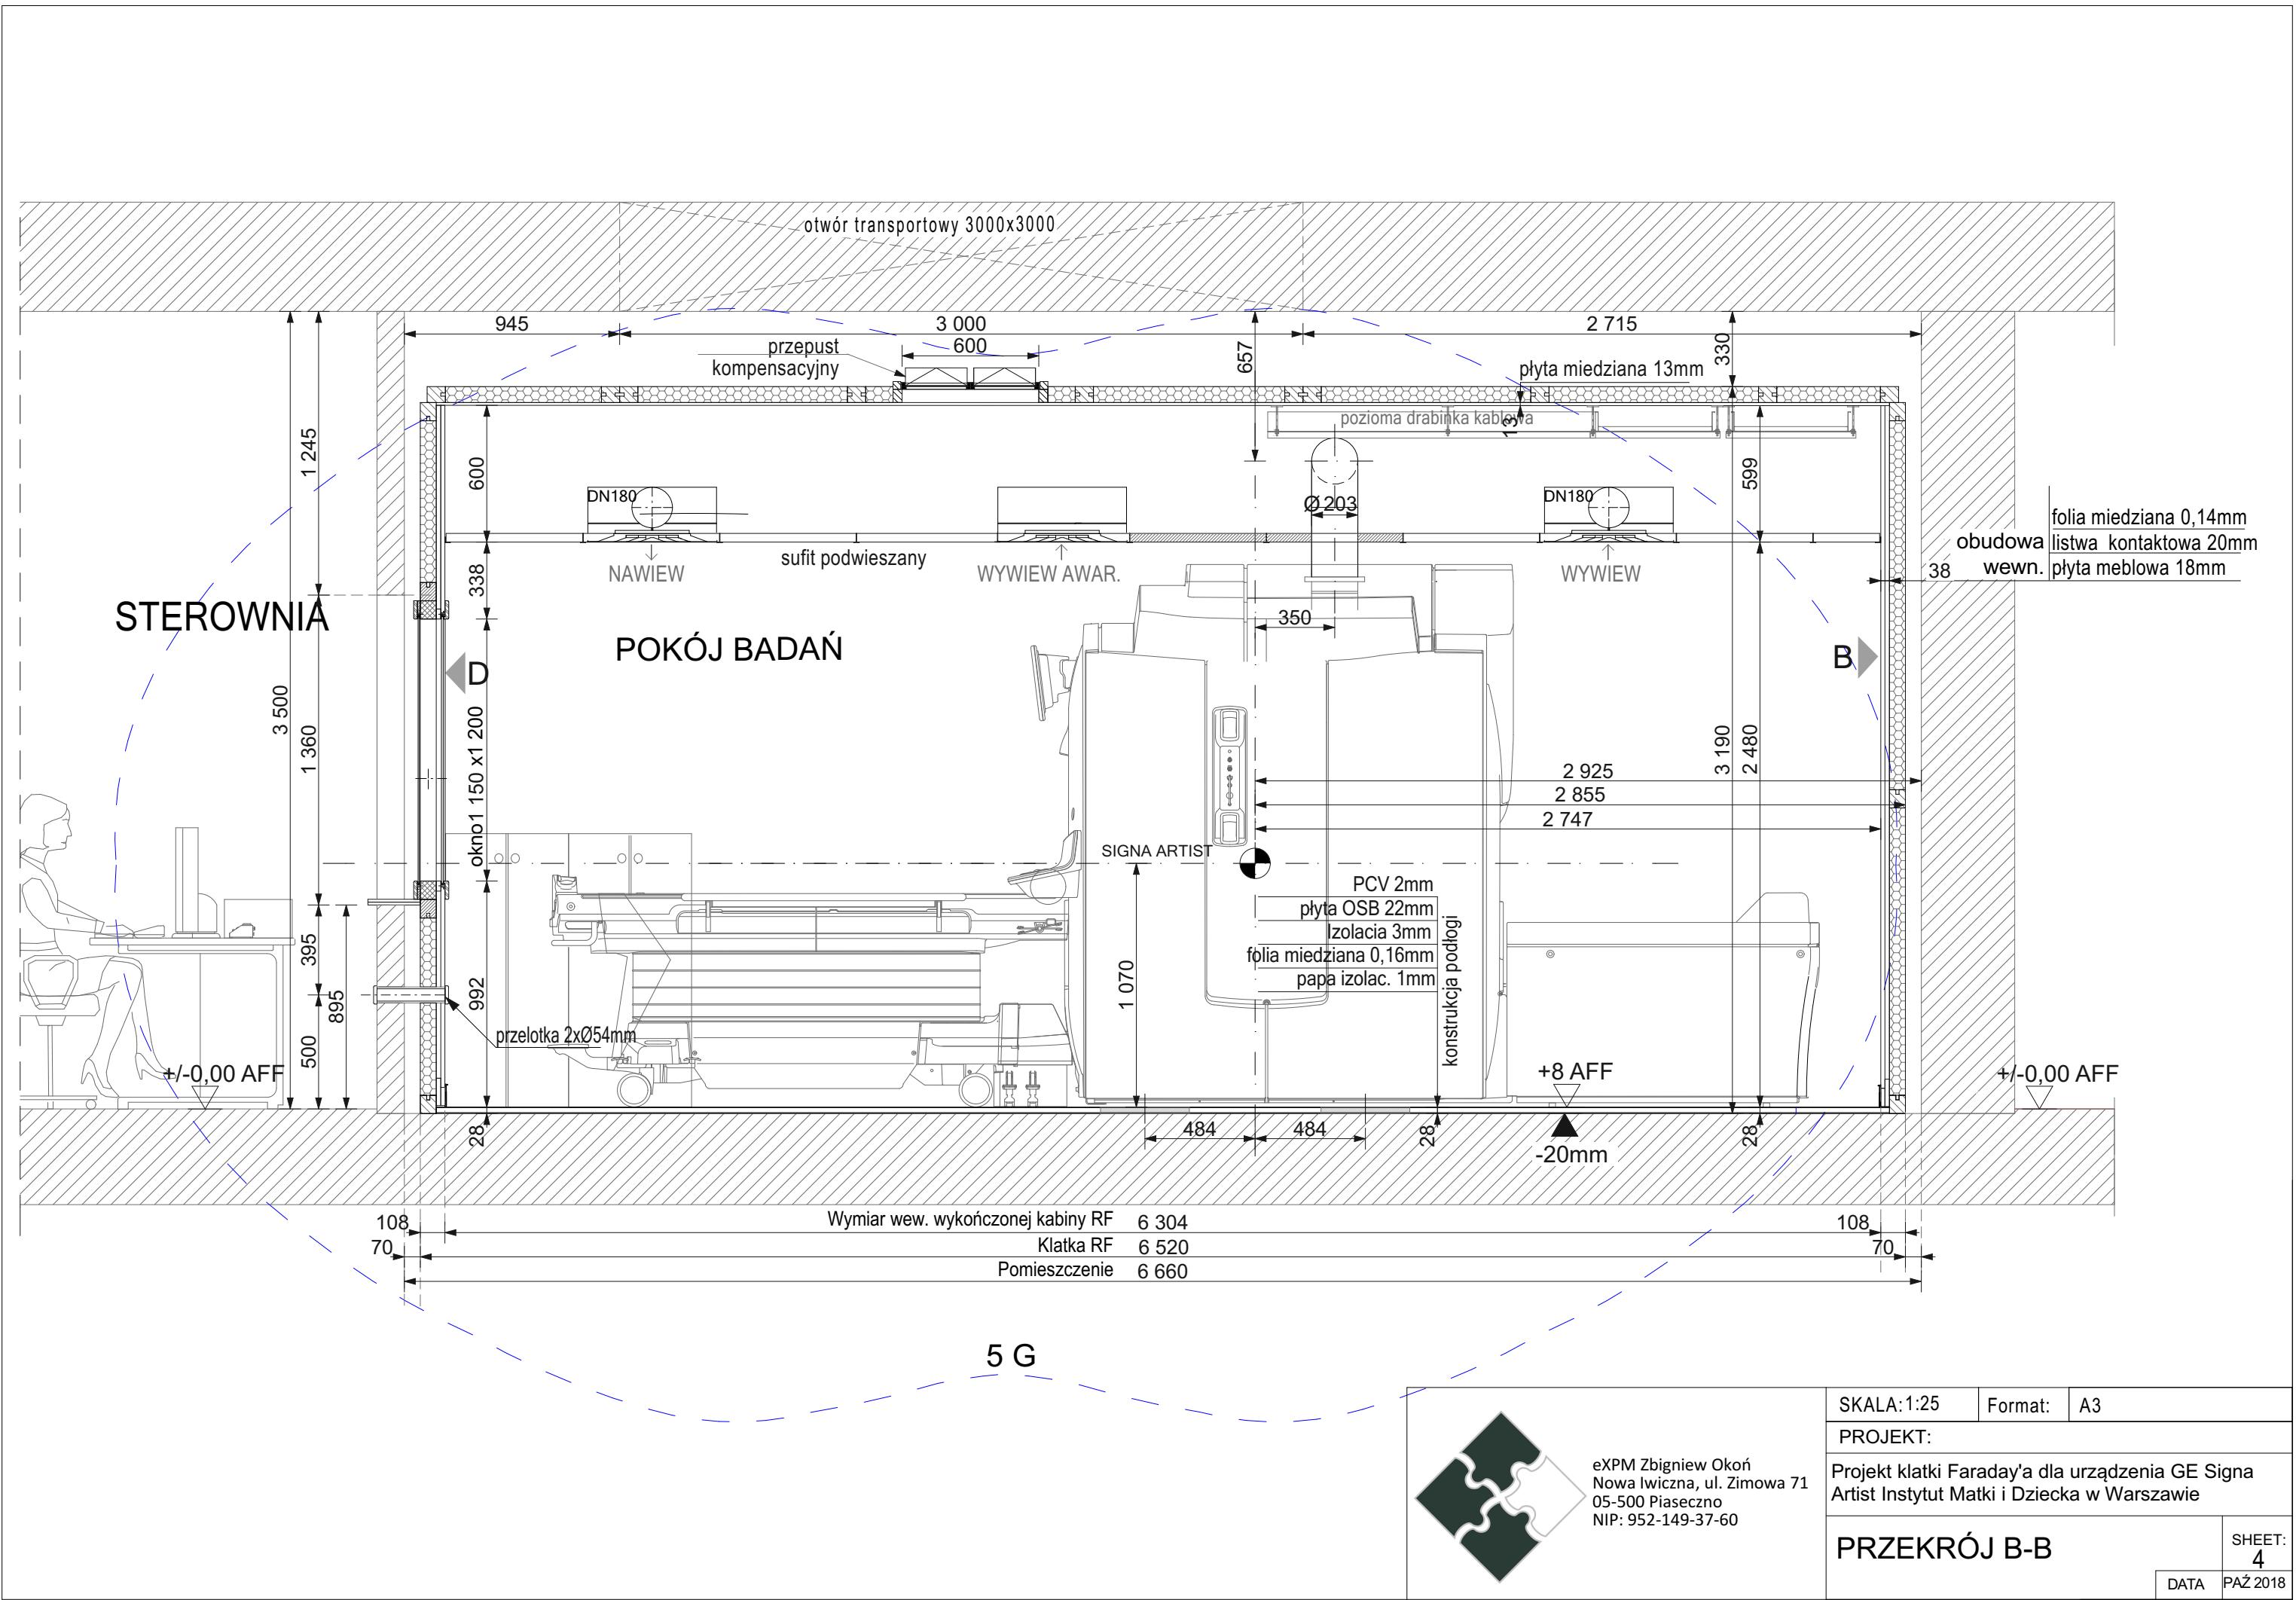 otwór transportowy 3000x3000
945
3 000
2 715
600
przepust
kompensacyjny
657
330
płyta miedziana 13mm
pozioma drabinka kablowa
13
1 245
600
599
DN180
Ø 203
DN180
folia miedziana 0,14mm
obudowa
listwa kontaktowa 20mm
wewn.
płyta meblowa 18mm
38
sufit podwieszany
NAWIEW
WYWIEW AWAR.
WYWIEW
338
STEROWNIA
350
POKÓJ BADAŃ
D
B
3 500
1 360
okno1 150 x1 200
3 190
2 480
2 925
2 855
2 747
SIGNA ARTIST
PCV 2mm
płyta OSB 22mm
Izolacia 3mm
folia miedziana 0,16mm
papa izolac. 1mm
konstrukcja podłogi
395
895
992
1 070
500
przelotka 2xØ54mm
+/-0,00 AFF
+8 AFF
+/-0,00 AFF
28
484
484
28
28
-20mm
108
Wymiar wew. wykończonej kabiny RF 6 304
108
70
Klatka RF 6 520
70
Pomieszczenie 6 660
5 G
SKALA: 1:25
Format:
A3
PROJEKT:
Projekt klatki Faraday'a dla urządzenia GE Signa
Artist Instytut Matki i Dziecka w Warszawie
eXPM Zbigniew Okoń
Nowa Iwiczna, ul. Zimowa 71
05-500 Piaseczno
NIP: 952-149-37-60
PRZEKRÓJ B-B
SHEET:
4
DATA
PAŹ 2018